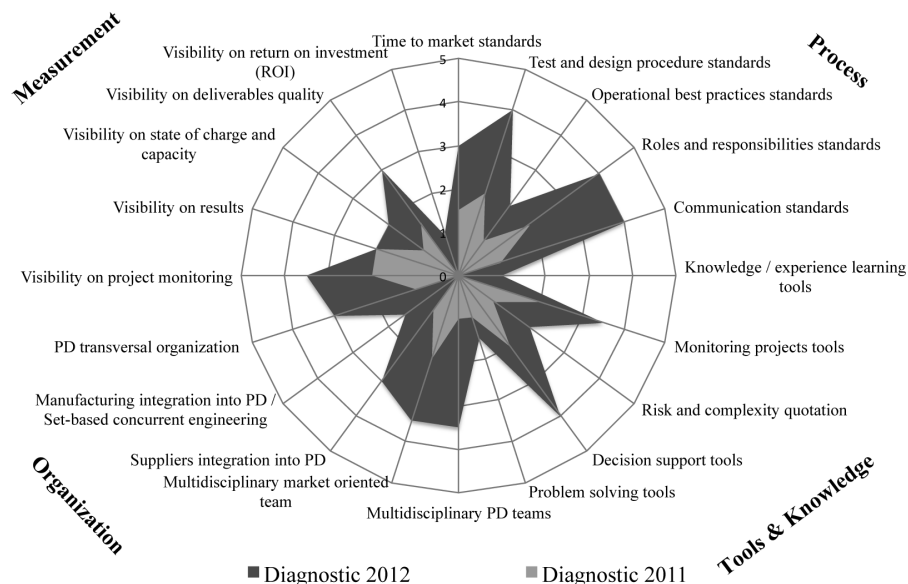 Measurement
Process
Time to market standards
Test and design procedure standards
Operational best practices standards
Roles and responsibilities standards
Communication standards
Knowledge / experience learning
tools
Monitoring projects tools
Risk and complexity quotation
Decision support tools
Problem solving tools
Multidisciplinary PD teams
Multidisciplinary market oriented
team
Suppliers integration into PD
Manufacturing integration into PD /
Set-based concurrent engineering
PD transversal organization
Visibility on project monitoring
Visibility on results
Visibility on state of charge and
capacity
Visibility on deliverables quality
Visibility on return on investment
(ROI)
5
4
3
2
1
0
Organization
Tools & Knowledge
Diagnostic 2012
Diagnostic 2011